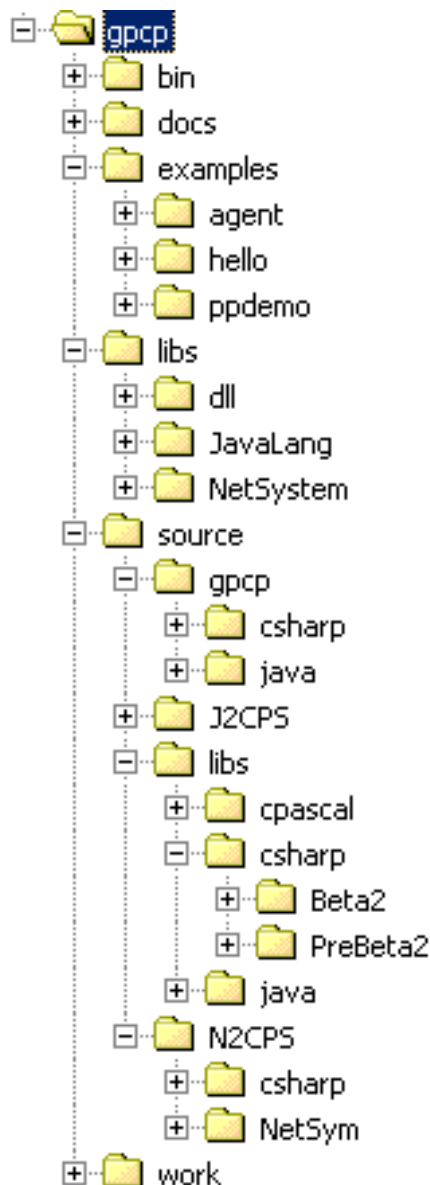 gpcp
bin
docs
examples
agent
hello
ppdemo
libs
dll
JavaLang
NetSystem
source
gpcp
csharp
java
J2CPS
libs
cpascal
csharp
Beta2
PreBeta2
java
N2CPS
csharp
NetSym
work